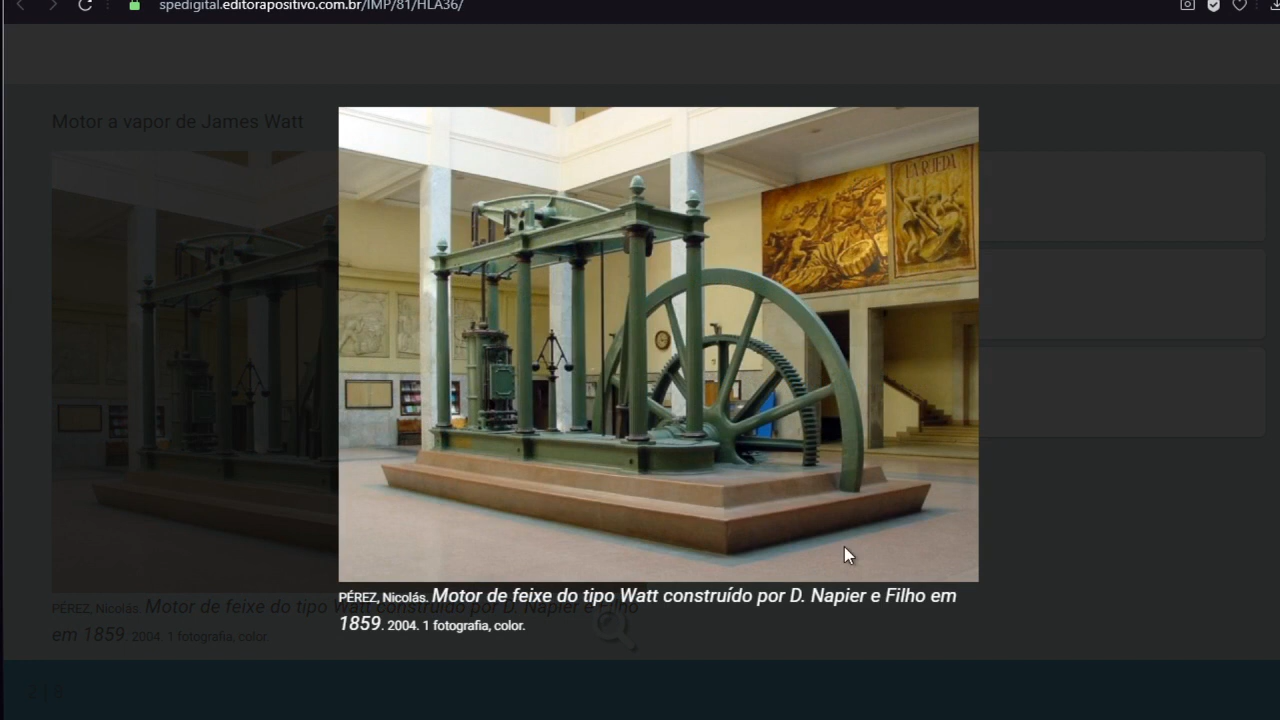 spedigital.editorapositivo.com.br/IMP/81/HLA36/
Motor a vapor de James Watt
LA RUEDA
PÉREZ, Nicolás. Motor de feixe do tipo Watt construído por D. Napier e Filho em
1859. 2004. 1 fotografia, color.
PÉREZ, Nicolás. Motor de feixe do tipo Watt construído por D. Napier e Filho
em 1859. 2004. 1 fotografia, color.